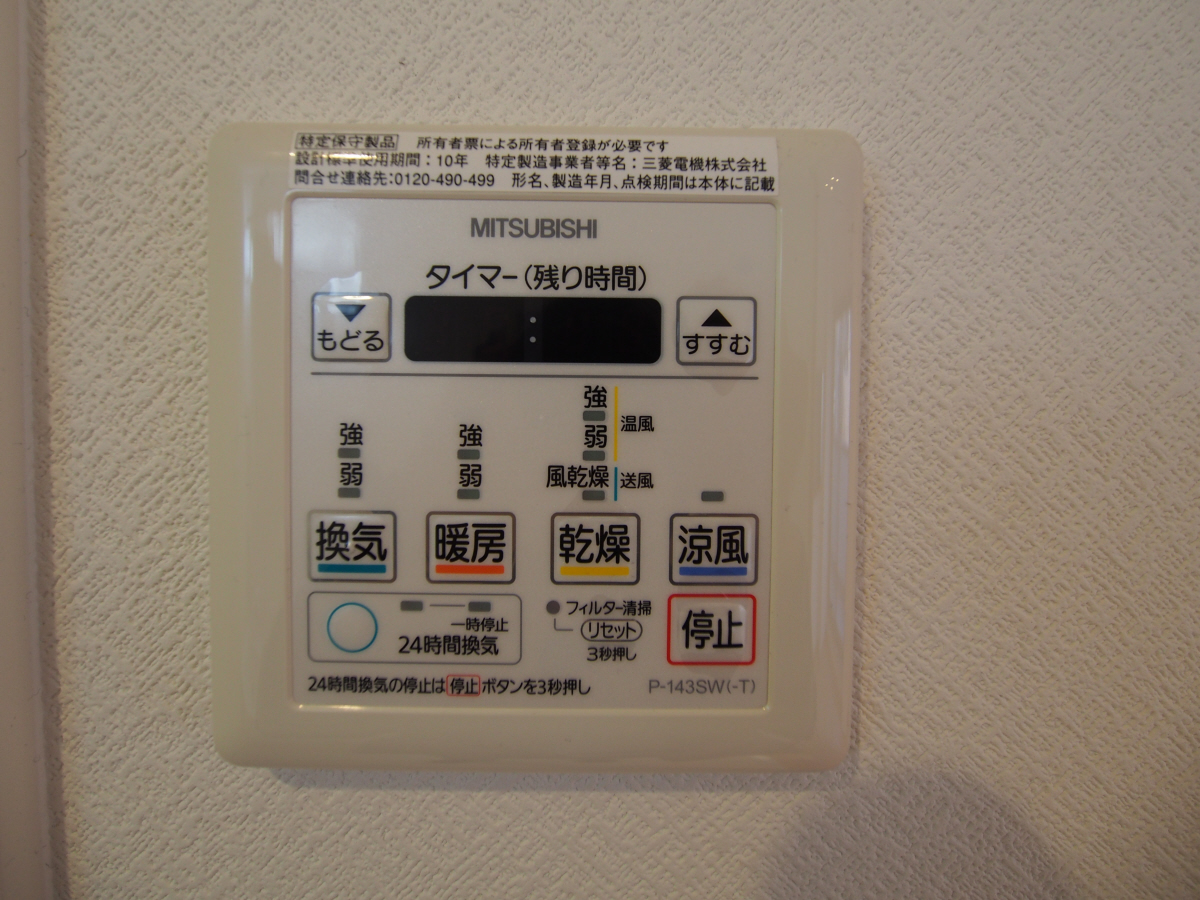 特定保守製品 所有者票による所有者登録が必要です
設計標準使用期間：10年 特定製造事業者等名：三菱電機株式会社
問合せ連絡先：0120-490-499 形名、製造年月、点検期間は本体に記載
MITSUBISHI
タイマー（残り時間）
▼ もどる
:
▲ すすむ
強
弱
換気
強
弱
暖房
強
弱
温風
風乾燥 送風
乾燥
涼風
一時停止
24時間換気
フィルター清掃
リセット
3秒押し
停止
24時間換気の停止は 停止 ボタンを3秒押し
P-143SW(-T)